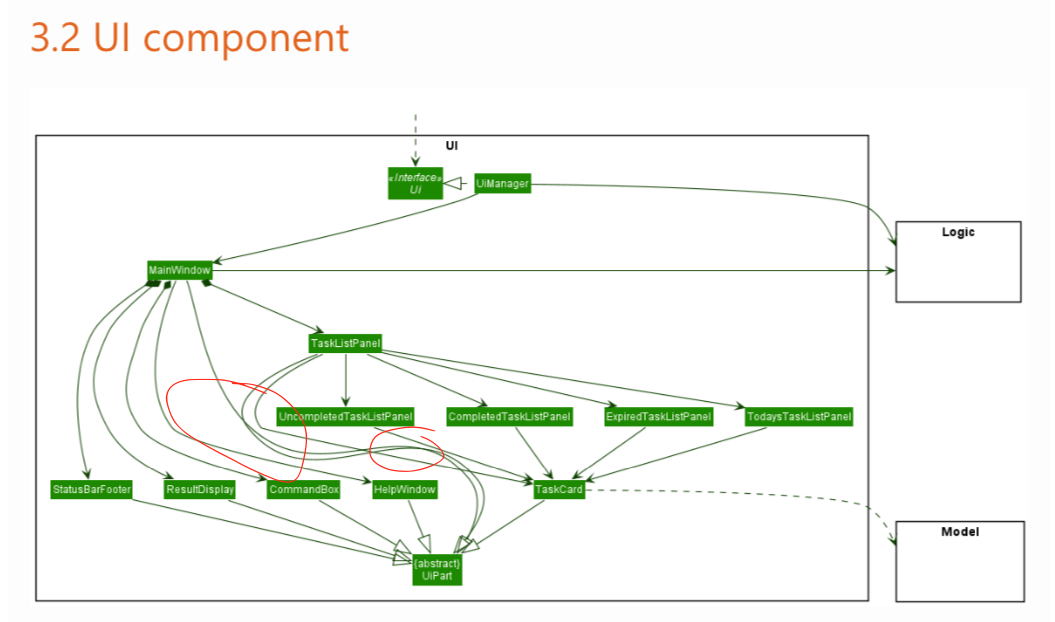 3.2 UI component
UI
«Interface»
Ui
UiManager
Logic
MainWindow
TaskListPanel
UncompletedTaskListPanel
CompletedTaskListPanel
ExpiredTaskListPanel
TodaysTaskListPanel
StatusBarFooter
ResultDisplay
CommandBox
HelpWindow
TaskCard
Model
{abstract}
UiPart